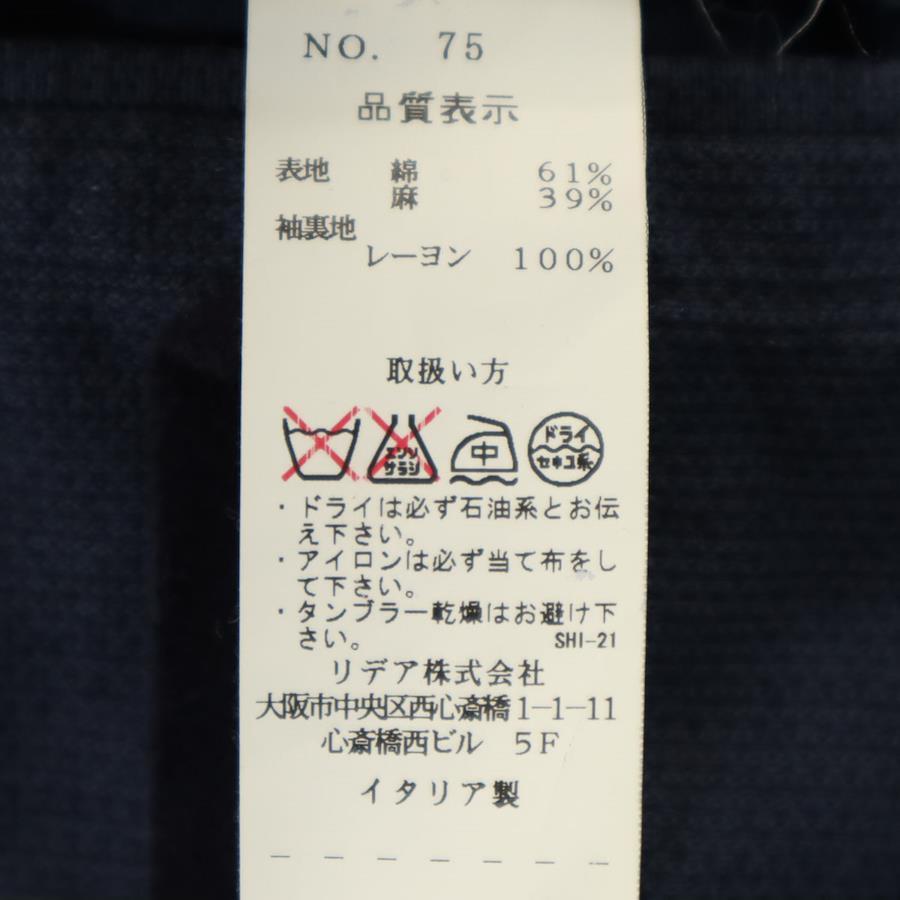 NO. 75
品質表示
表地 綿 61%
麻 39%
袖裏地
レーヨン 100%
取扱い方
エンソ
サラシ
中
ドライ
セキユ系
・ドライは必ず石油系とお伝
え下さい。
・アイロンは必ず当て布をし
て下さい。
・タンブラー乾燥はお避け下
さい。 SHI-21
リデア株式会社
大阪市中央区西心斎橋1-1-11
心斎橋西ビル 5F
イタリア製